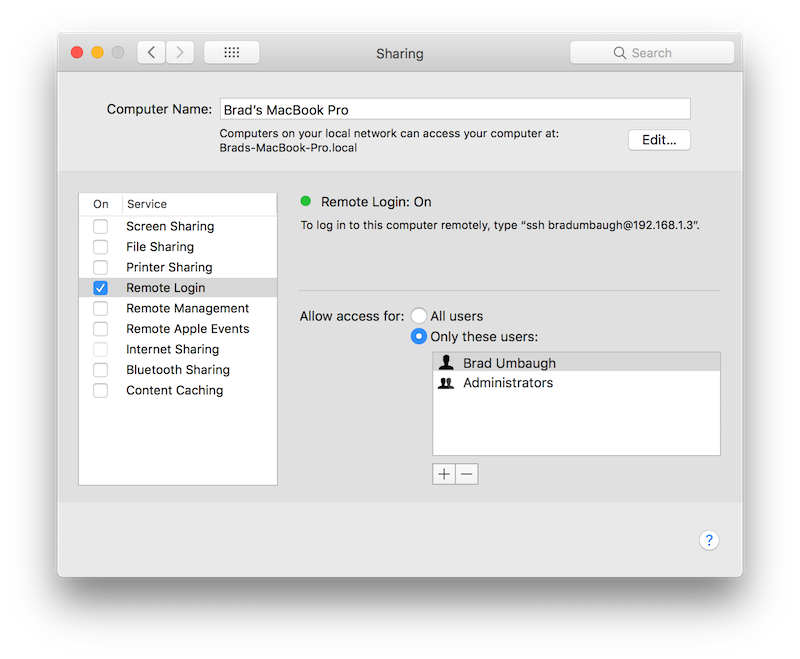 Sharing
Search
Computer Name: Brad's MacBook Pro
Computers on your local network can access your computer at:
Brads-MacBook-Pro.local
Edit...
On Service
Screen Sharing
File Sharing
Printer Sharing
Remote Login
Remote Management
Remote Apple Events
Internet Sharing
Bluetooth Sharing
Content Caching
Remote Login: On
To log in to this computer remotely, type “ssh bradumbaugh@192.168.1.3”.
Allow access for: All users
Only these users:
Brad Umbaugh
Administrators
+ −
?